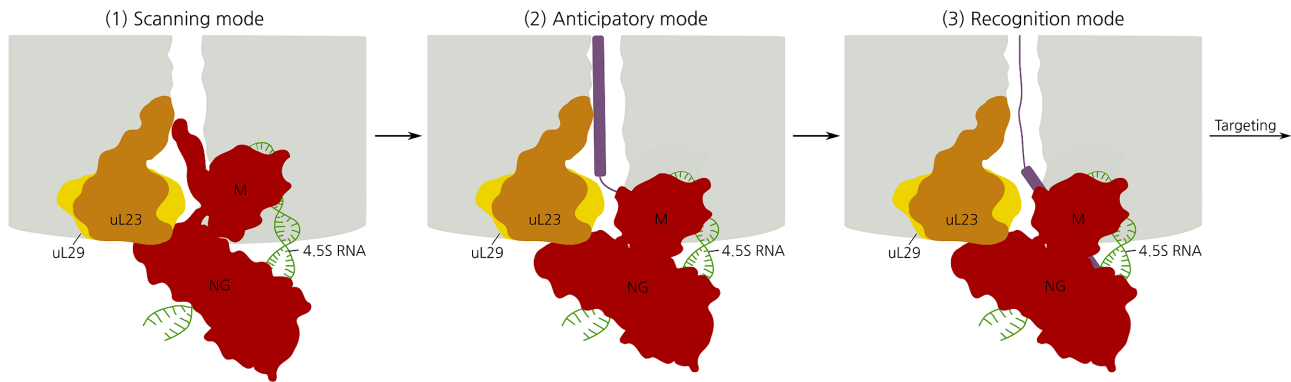 (1) Scanning mode
(2) Anticipatory mode
(3) Recognition mode
Targeting
M
uL23
uL29
4,5S RNA
NG
M
uL23
uL29
4,5S RNA
NG
M
uL23
uL29
4,5S RNA
NG